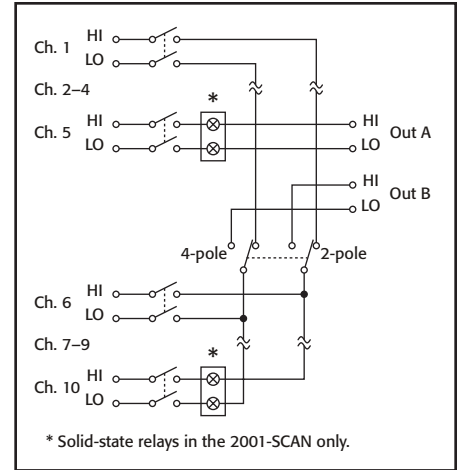 Ch. 1 HI
LO
Ch. 2–4
*
Ch. 5 HI HI
LO LO Out A
HI
LO Out B
4-pole 2-pole
Ch. 6 HI
LO
Ch. 7–9
*
Ch. 10 HI
LO
* Solid-state relays in the 2001-SCAN only.